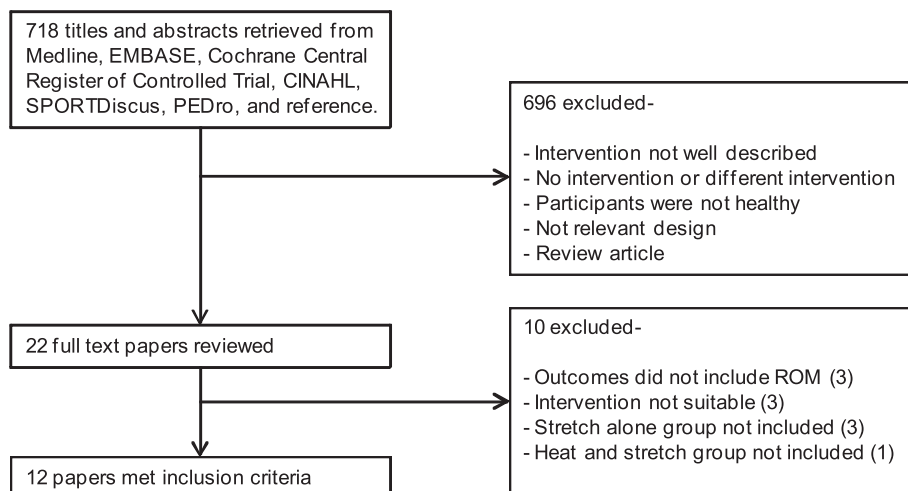 718 titles and abstracts retrieved from
Medline, EMBASE, Cochrane Central
Register of Controlled Trial, CINAHL,
SPORTDiscus, PEDro, and reference.
696 excluded-
- Intervention not well described
- No intervention or different intervention
- Participants were not healthy
- Not relevant design
- Review article
22 full text papers reviewed
10 excluded-
- Outcomes did not include ROM (3)
- Intervention not suitable (3)
- Stretch alone group not included (3)
- Heat and stretch group not included (1)
12 papers met inclusion criteria